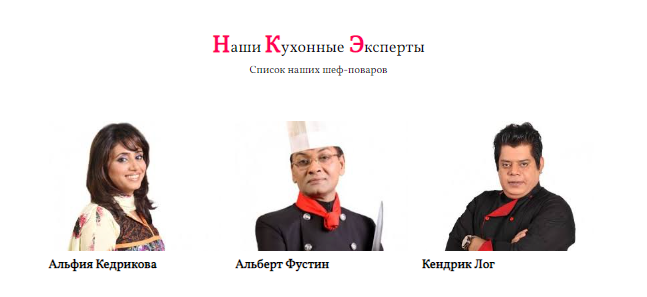 Наши Кухонные Эксперты
Список наших шеф-поваров
Альфия Кедрикова
Альберт Фустин
Кендрик Лог